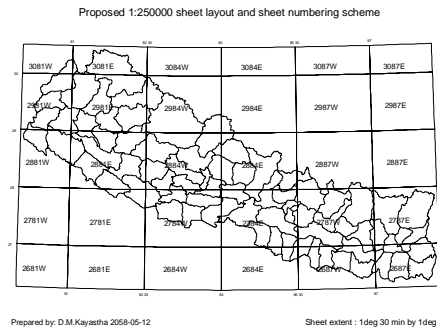 Proposed 1:250000 sheet layout and sheet numbering scheme
3081W 3081E 3084W 3084E 3087W 3087E
2981W 2981E 2984W 2984E 2987W 2987E
2881W 2881E 2884W 2884E 2887W 2887E
2781W 2781E 2784W 2784E 2787W 2787E
2681W 2681E 2684W 2684E 2687W 2687E
Prepared by: D.M.Kayastha 2058-05-12 Sheet extent : 1deg 30 min by 1deg